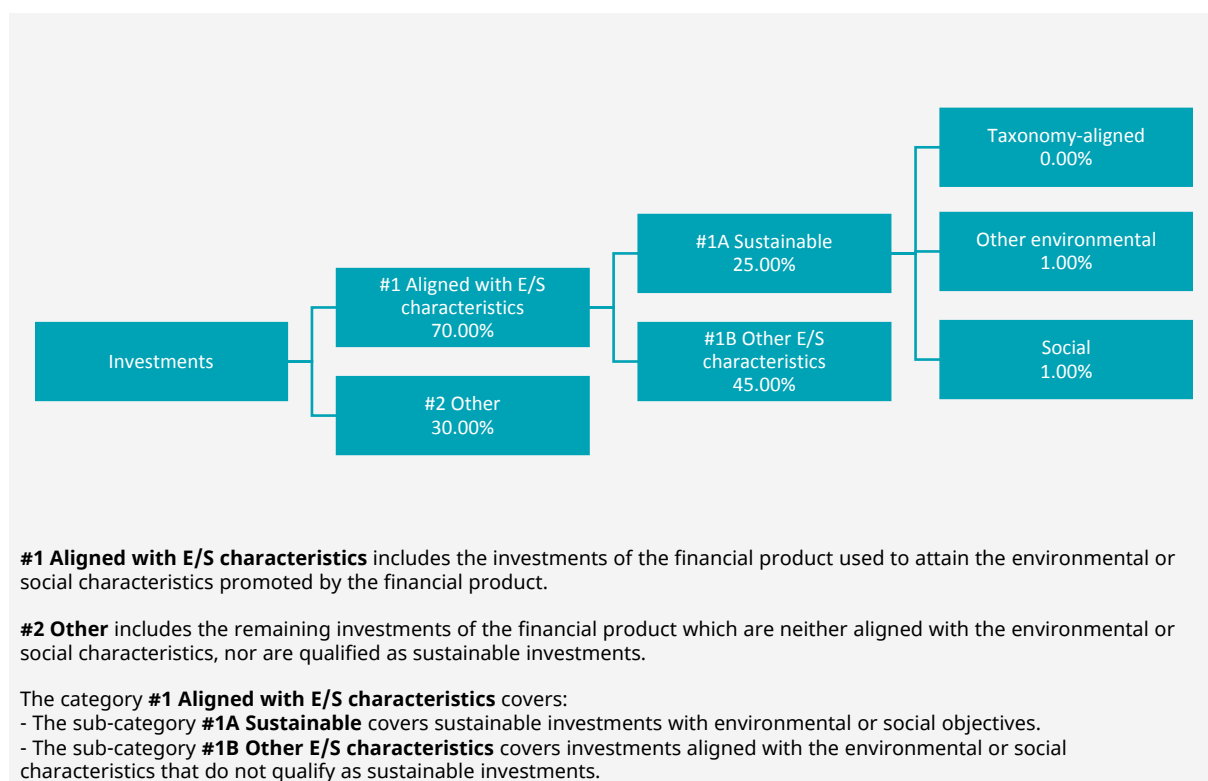 Investments
#1 Aligned with E/S
characteristics
70.00%
#2 Other
30.00%
#1A Sustainable
25.00%
#1B Other E/S
characteristics
45.00%
Taxonomy-aligned
0.00%
Other environmental
1.00%
Social
1.00%
#1 Aligned with E/S characteristics includes the investments of the financial product used to attain the environmental or
social characteristics promoted by the financial product.
#2 Other includes the remaining investments of the financial product which are neither aligned with the environmental or
social characteristics, nor are qualified as sustainable investments.
The category #1 Aligned with E/S characteristics covers:
- The sub-category #1A Sustainable covers sustainable investments with environmental or social objectives.
- The sub-category #1B Other E/S characteristics covers investments aligned with the environmental or social
characteristics that do not qualify as sustainable investments.